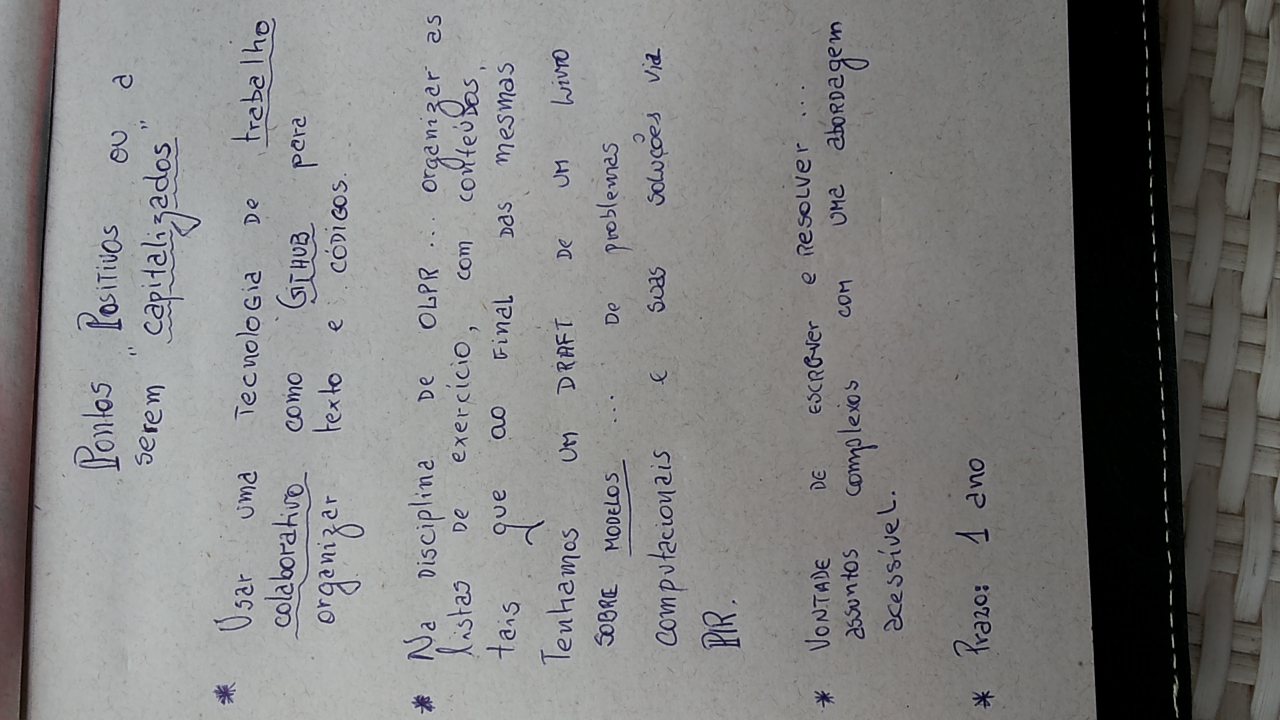 Pontos Positivos ou a
serem "capitalizados"
* Usar uma Tecnologia De trabalho
colaborativo como GITHUB para
organizar texto e códigos.
* Na Disciplina DE OLPR ... organizar as
listas De exercício, com conteúdos,
tais que ao Final Das mesmas
Tenhamos um DRAFT DE UM Livro
SOBRE MODELOS ... De problemas
computacionais e suas soluções via
PIR.
* VONTADE DE ESCREVER e RESOLVER ...
assuntos complexos com UMA abORDagem
acessível.
* Prazo: 1 ano